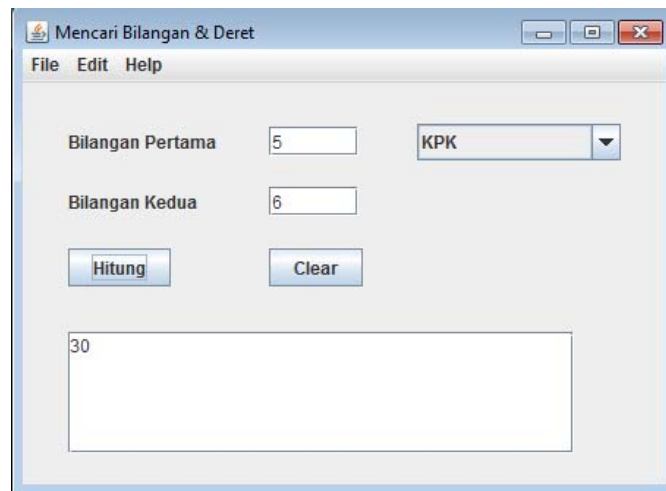 Mencari Bilangan & Deret
File Edit Help
Bilangan Pertama 5 KPK
Bilangan Kedua 6
Hitung Clear
30